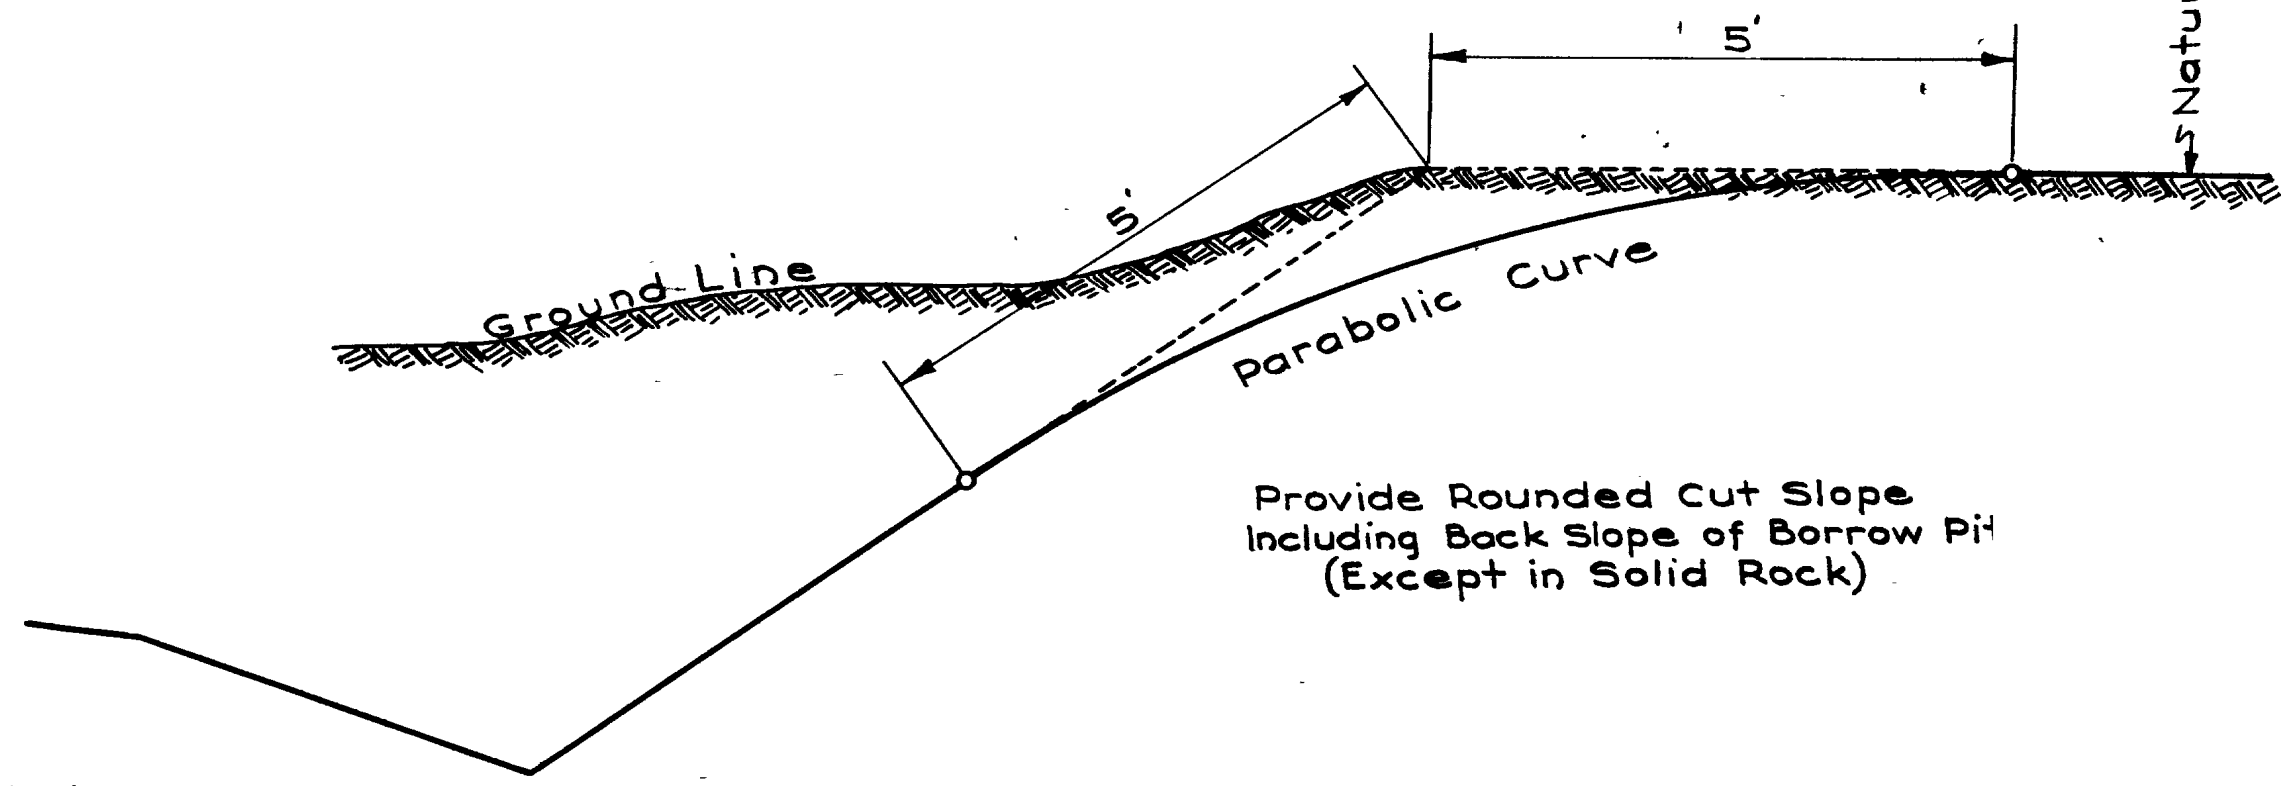 5'
5'
Ground Line
Parabolic Curve
Provide Rounded Cut Slope
Including Back Slope of Borrow Pit
(Except in Solid Rock)